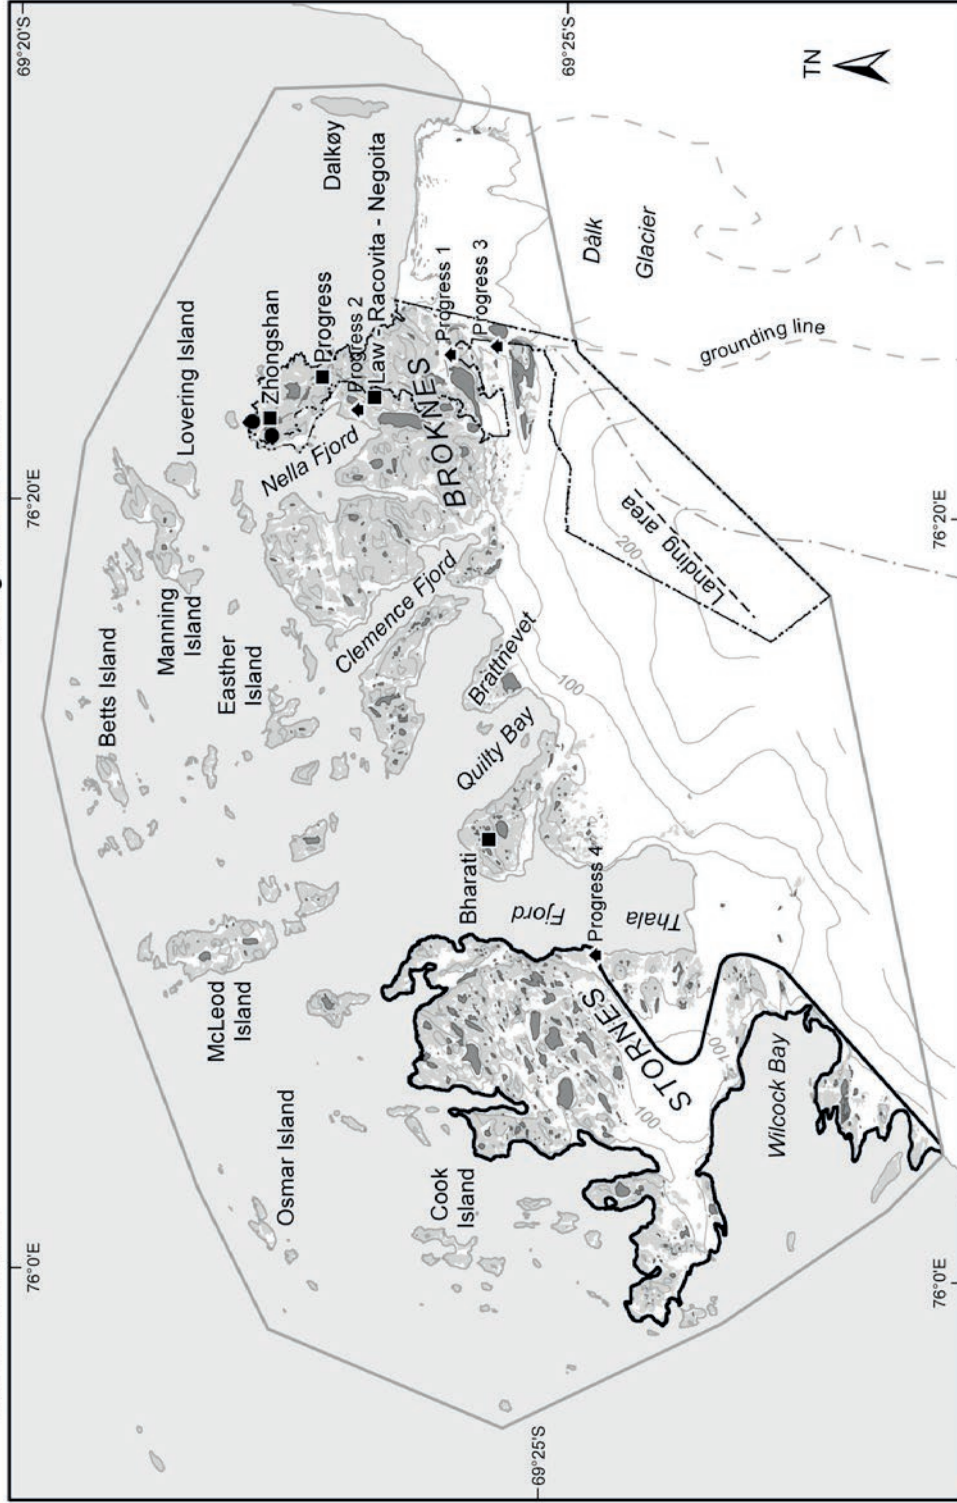 76°0'E
76°20'E
69°20'S
Betts Island
Manning
Island
Lovering Island
Easther
Island
McLeod
Island
Osmar Island
Zhongshan
Progress
Dalkøy
Progress 2
Law - Racovita - Negoita
Nella Fjord
Clemence Fjord
BROKNES
Progress 1
Progress 3
Cook
Island
Bharati
Quilty Bay
Brattnevet
Fjord
Thala
Progress 4
STORNES
100
100
100
200
Landing area
Dålk
Glacier
grounding line
Wilcock Bay
69°25'S
69°25'S
TN
76°0'E
76°20'E